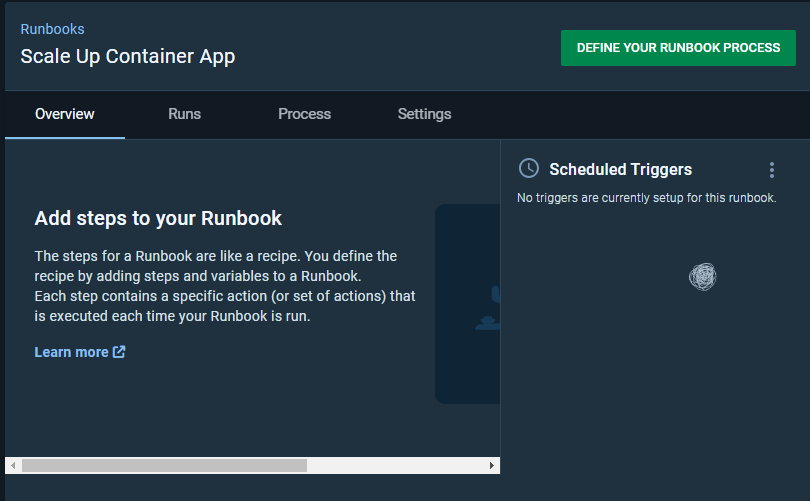 Runbooks
Scale Up Container App
DEFINE YOUR RUNBOOK PROCESS
Overview
Runs
Process
Settings
Add steps to your Runbook
The steps for a Runbook are like a recipe. You define the
recipe by adding steps and variables to a Runbook.
Each step contains a specific action (or set of actions) that
is executed each time your Runbook is run.
Learn more
Scheduled Triggers
No triggers are currently setup for this runbook.